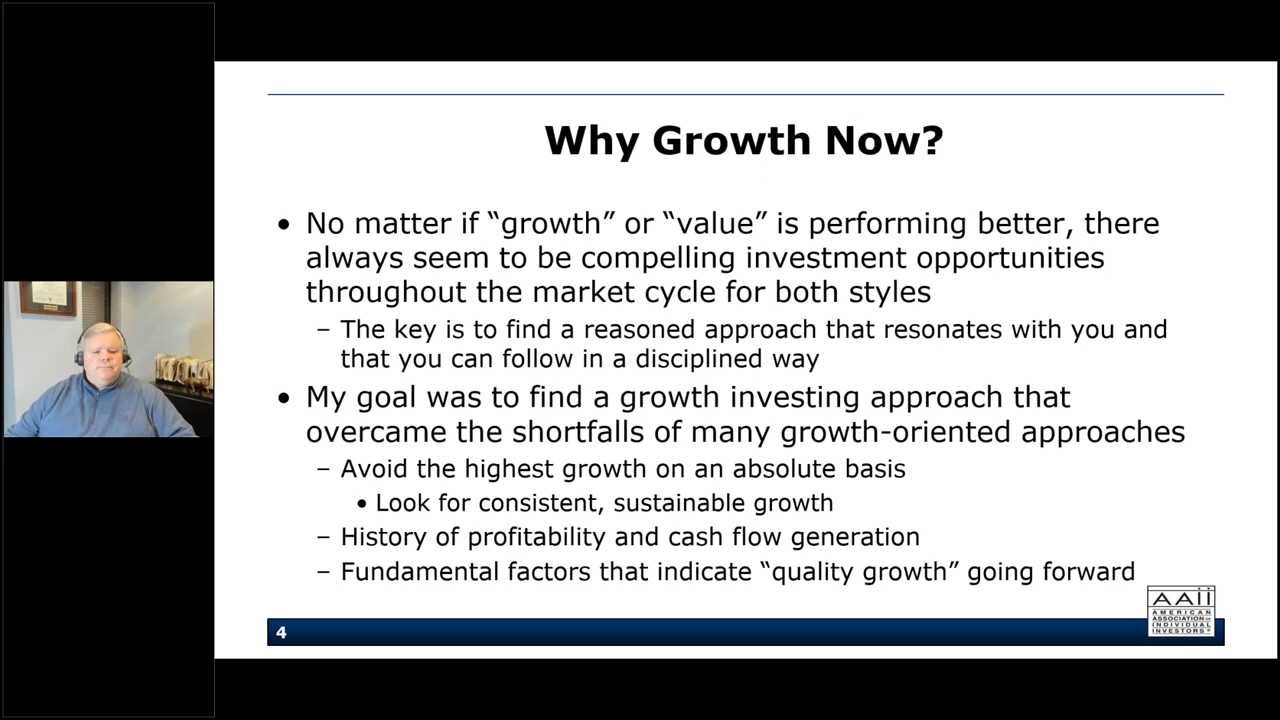 Why Growth Now?
• No matter if “growth” or “value” is performing better, there
always seem to be compelling investment opportunities
throughout the market cycle for both styles
– The key is to find a reasoned approach that resonates with you and
that you can follow in a disciplined way
• My goal was to find a growth investing approach that
overcame the shortfalls of many growth-oriented approaches
– Avoid the highest growth on an absolute basis
• Look for consistent, sustainable growth
– History of profitability and cash flow generation
– Fundamental factors that indicate “quality growth” going forward
4
AAII
AMERICAN
ASSOCIATION OF
INDIVIDUAL
INVESTORS®